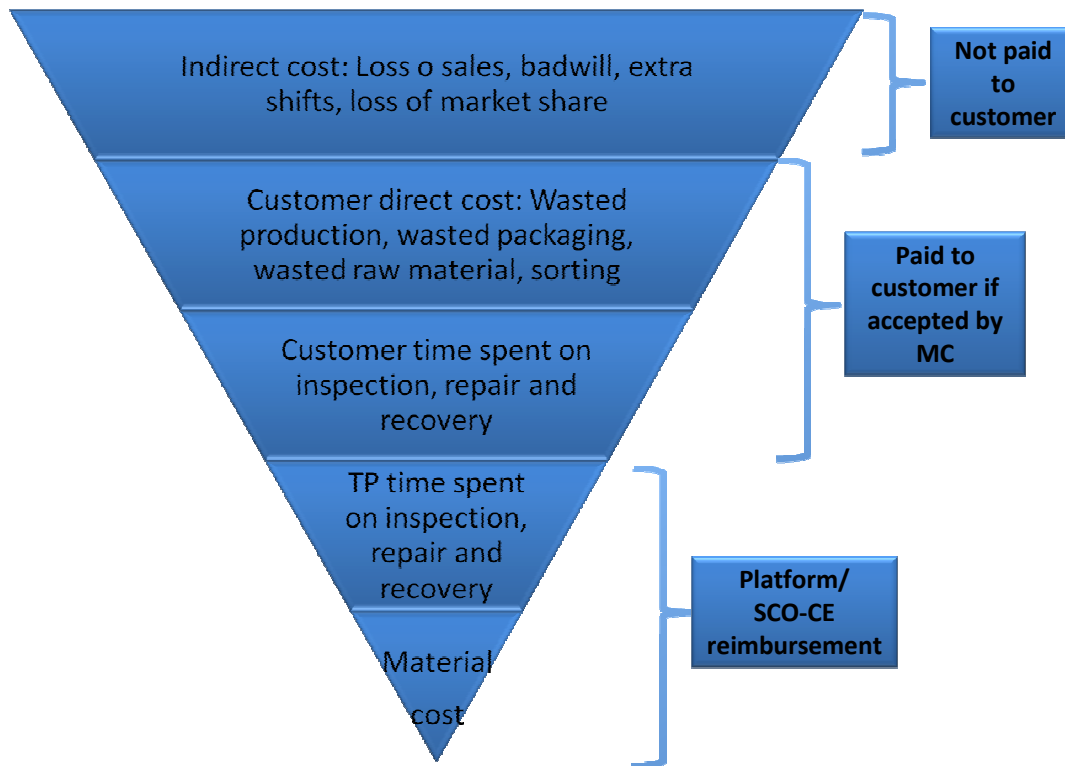 Indirect cost: Loss o sales, badwill, extra
shifts, loss of market share
Not paid
to
customer
Customer direct cost: Wasted
production, wasted packaging,
wasted raw material, sorting
Customer time spent on
inspection, repair and
recovery
Paid to
customer if
accepted by
MC
TP time spent
on inspection,
repair and
recovery
Material
cost
Platform/
SCO-CE
reimbursement